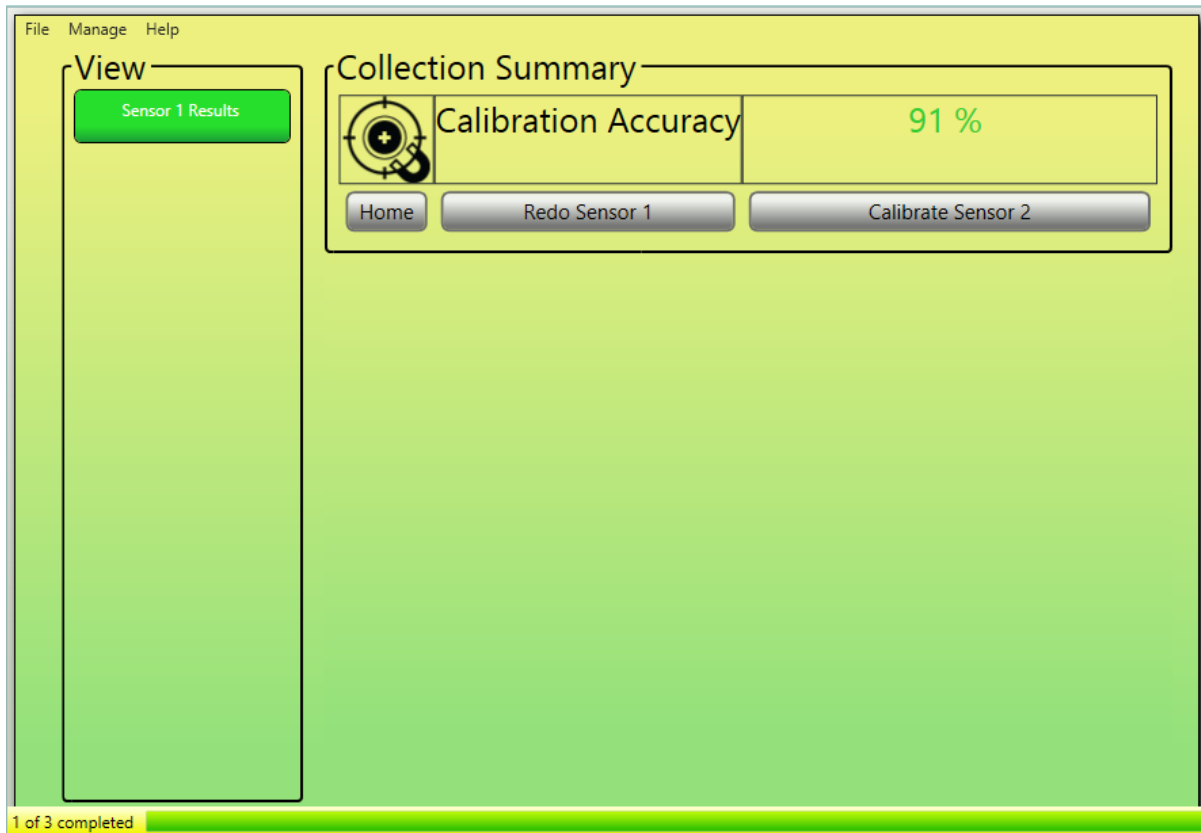 File Manage Help
View
Sensor 1 Results
Collection Summary
Calibration Accuracy 91 %
Home Redo Sensor 1 Calibrate Sensor 2
1 of 3 completed